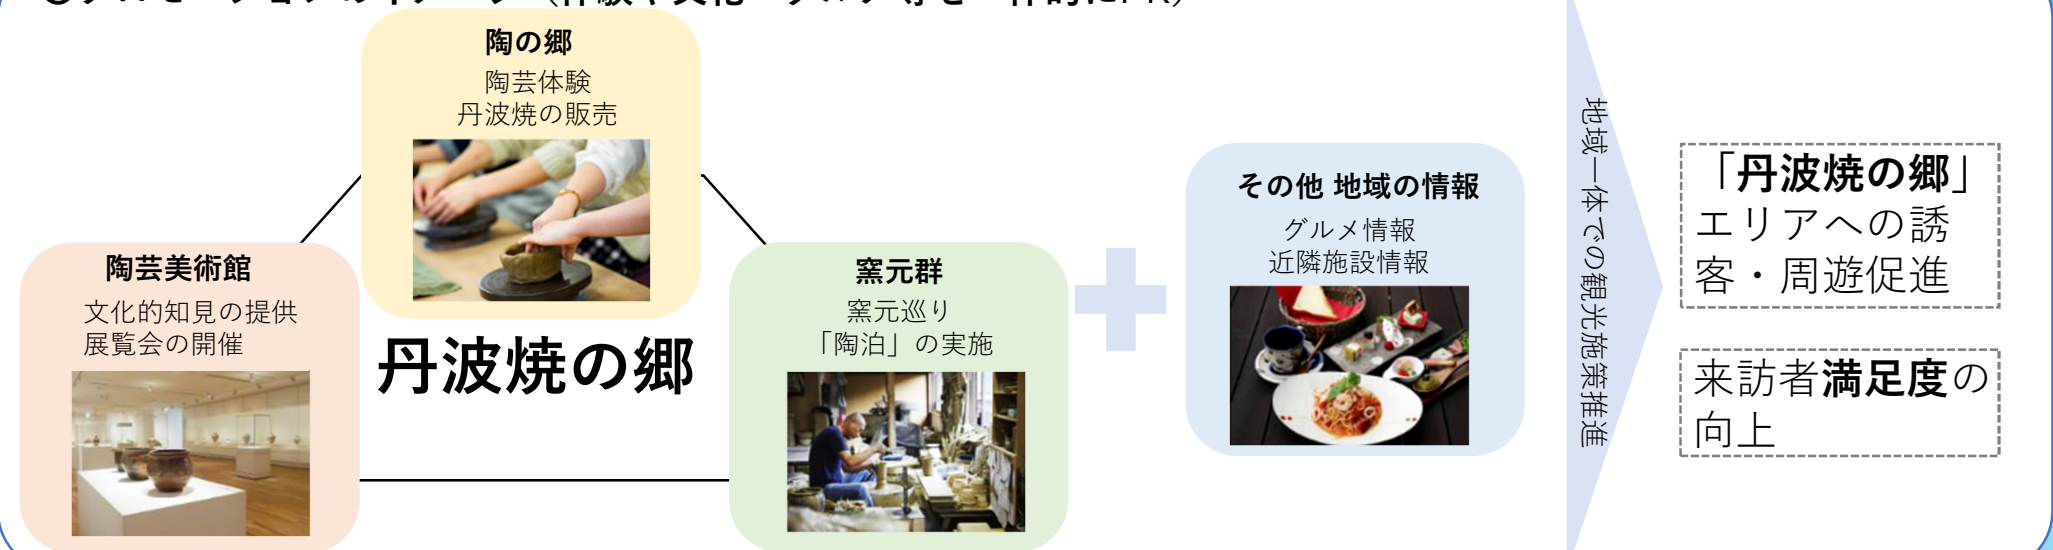 陶の郷
陶芸体験
丹波焼の販売
陶芸美術館
文化的知見の提供
展覧会の開催
丹波焼の郷
窯元群
窯元巡り
「陶泊」の実施
その他 地域の情報
グルメ情報
近隣施設情報
地域一体での観光施策推進
「丹波焼の郷」
エリアへの誘
客・周遊促進
来訪者満足度の
向上